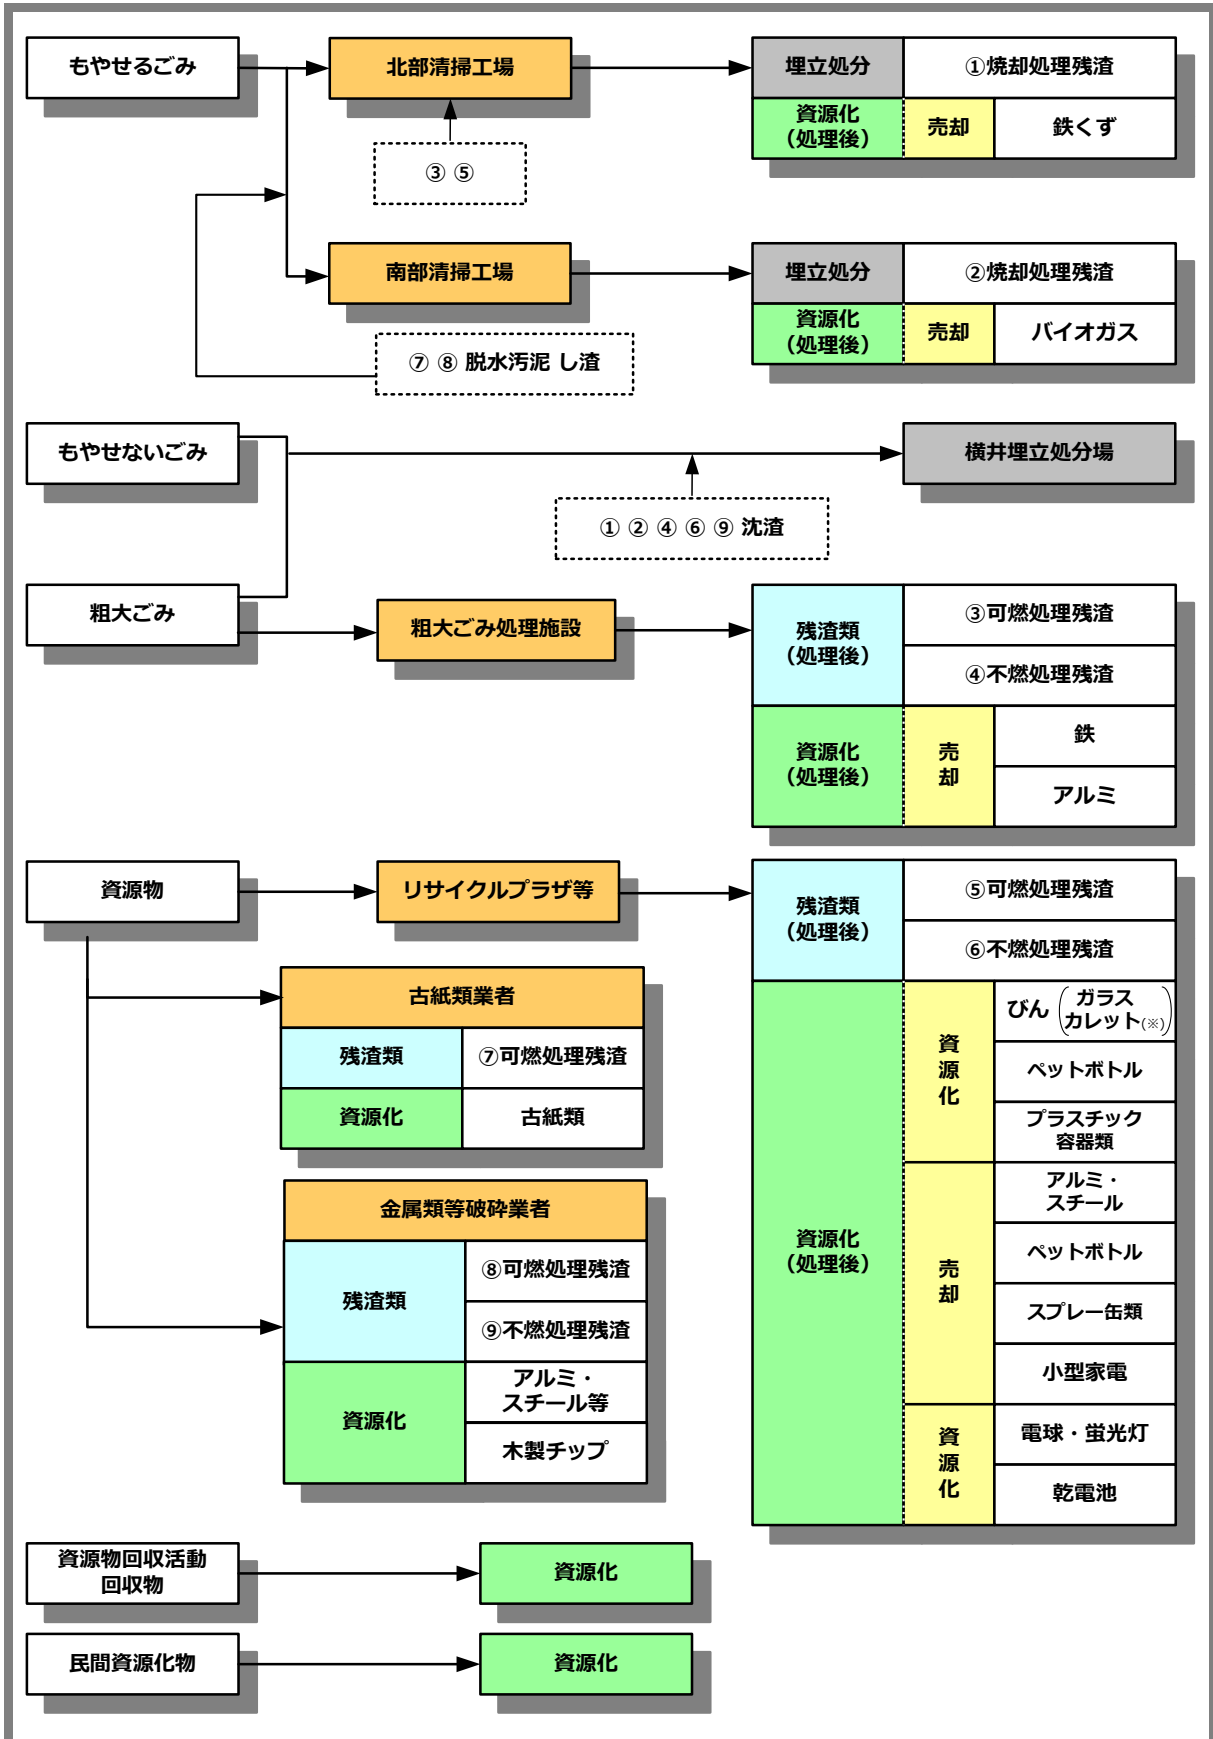 もやせるごみ
北部清掃工場
埋立処分
①焼却処理残渣
資源化
（処理後）
売却
鉄くず
③ ⑤
南部清掃工場
埋立処分
②焼却処理残渣
資源化
（処理後）
売却
バイオガス
⑦ ⑧ 脱水汚泥 し渣
もやせないごみ
横井埋立処分場
① ② ④ ⑥ ⑨ 沈渣
粗大ごみ
粗大ごみ処理施設
残渣類
（処理後）
③可燃処理残渣
④不燃処理残渣
資源化
（処理後）
売却
鉄
アルミ
資源物
リサイクルプラザ等
残渣類
（処理後）
⑤可燃処理残渣
⑥不燃処理残渣
古紙類業者
残渣類
⑦可燃処理残渣
資源化
古紙類
金属類等破砕業者
残渣類
⑧可燃処理残渣
⑨不燃処理残渣
資源化
アルミ・
スチール等
木製チップ
資源化
（処理後）
資源化
びん（ガラス
カレット(※)）
ペットボトル
プラスチック
容器類
売却
アルミ・
スチール
ペットボトル
スプレー缶類
小型家電
資源化
電球・蛍光灯
乾電池
資源物回収活動
回収物
資源化
民間資源化物
資源化